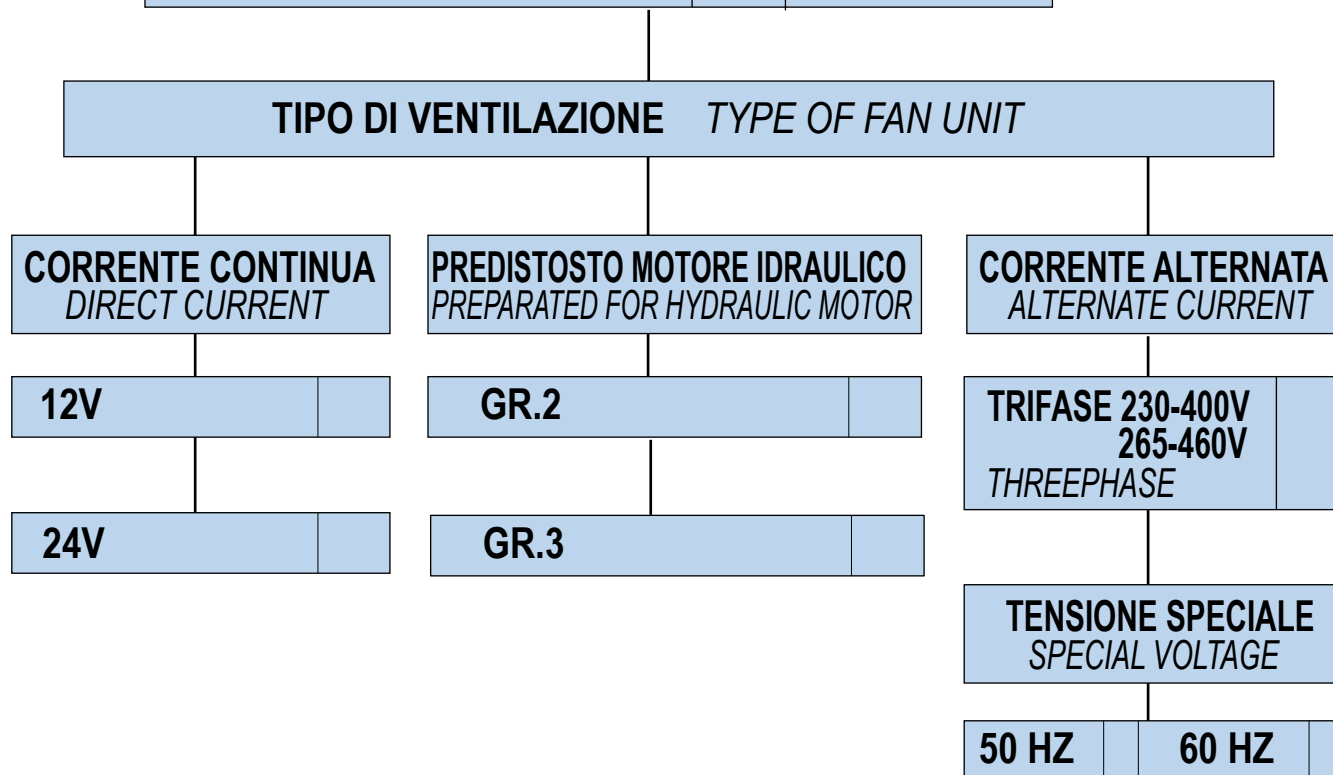 TIPO DI VENTILAZIONE TYPE OF FAN UNIT
CORRENTE CONTINUA
DIRECT CURRENT
12V
24V
PREDISTOSTO MOTORE IDRAULICO
PREPARATED FOR HYDRAULIC MOTOR
GR.2
GR.3
CORRENTE ALTERNATA
ALTERNATE CURRENT
TRIFASE 230-400V
265-460V
THREEPHASE
TENSIONE SPECIALE
SPECIAL VOLTAGE
50 HZ 60 HZ